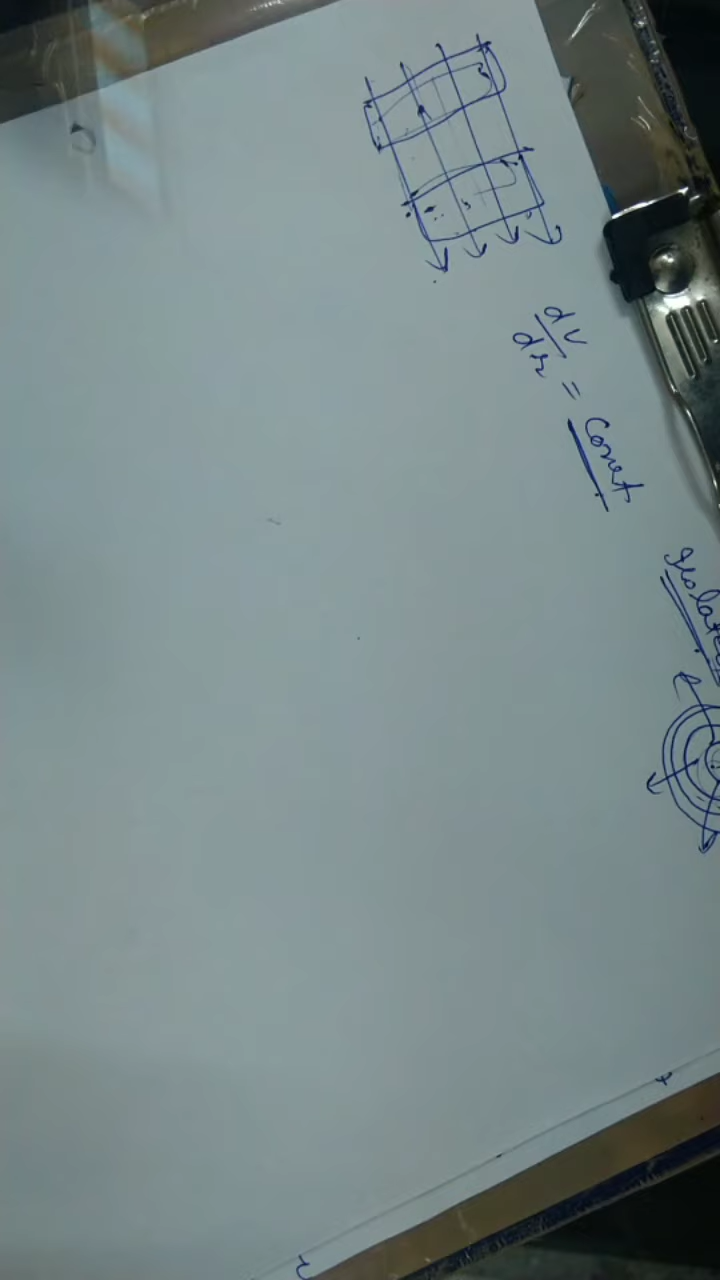 dv
dr = Const
Isolated